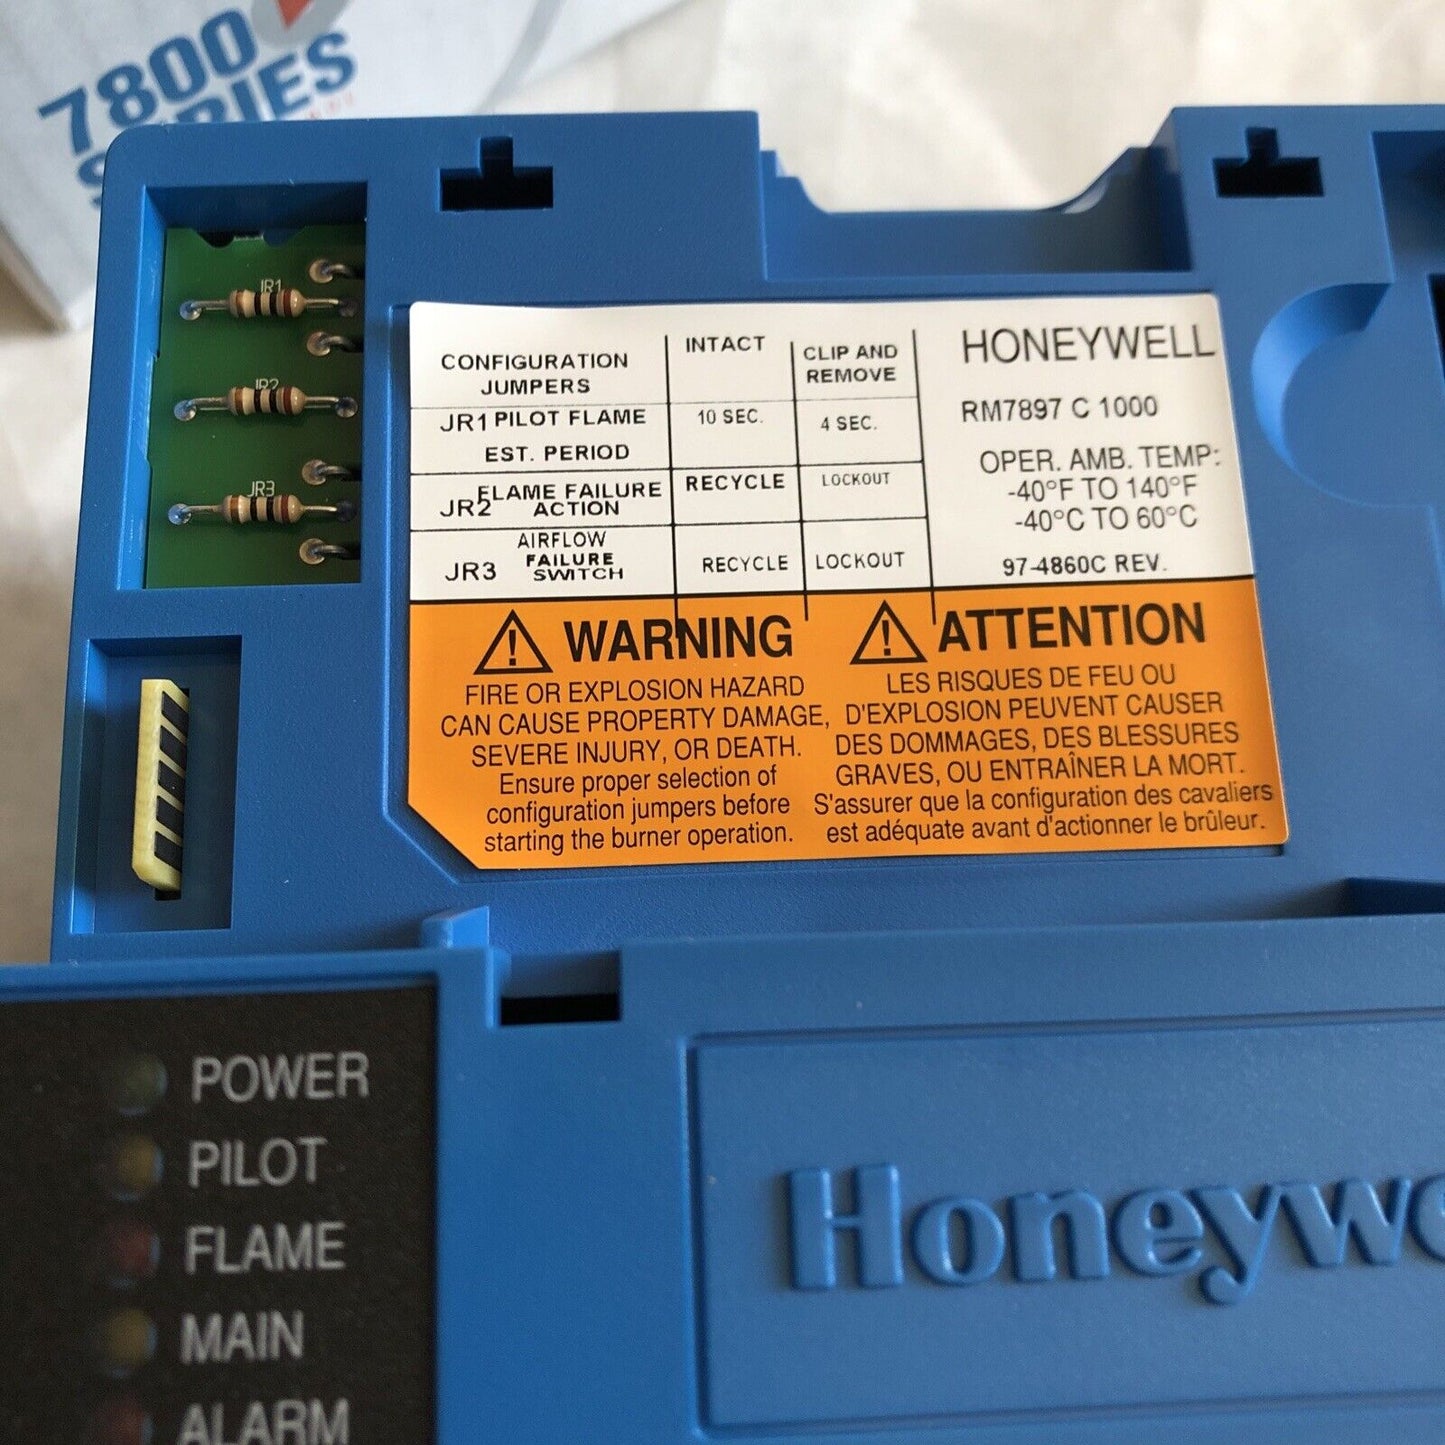 7800
SERIES
JR1
JR2
JR3
CONFIGURATION JUMPERS
INTACT
CLIP AND REMOVE
JR1 PILOT FLAME EST. PERIOD
10 SEC.
4 SEC.
JR2 FLAME FAILURE ACTION
RECYCLE
LOCKOUT
JR3 AIRFLOW FAILURE SWITCH
RECYCLE
LOCKOUT
HONEYWELL
RM7897 C 1000
OPER. AMB. TEMP:
-40°F TO 140°F
-40°C TO 60°C
97-4860C REV.
WARNING
FIRE OR EXPLOSION HAZARD
CAN CAUSE PROPERTY DAMAGE,
SEVERE INJURY, OR DEATH.
Ensure proper selection of
configuration jumpers before
starting the burner operation.
ATTENTION
LES RISQUES DE FEU OU
D'EXPLOSION PEUVENT CAUSER
DES DOMMAGES, DES BLESSURES
GRAVES, OU ENTRAÎNER LA MORT.
S'assurer que la configuration des cavaliers
est adéquate avant d'actionner le brûleur.
POWER
PILOT
FLAME
MAIN
ALARM
Honeywe